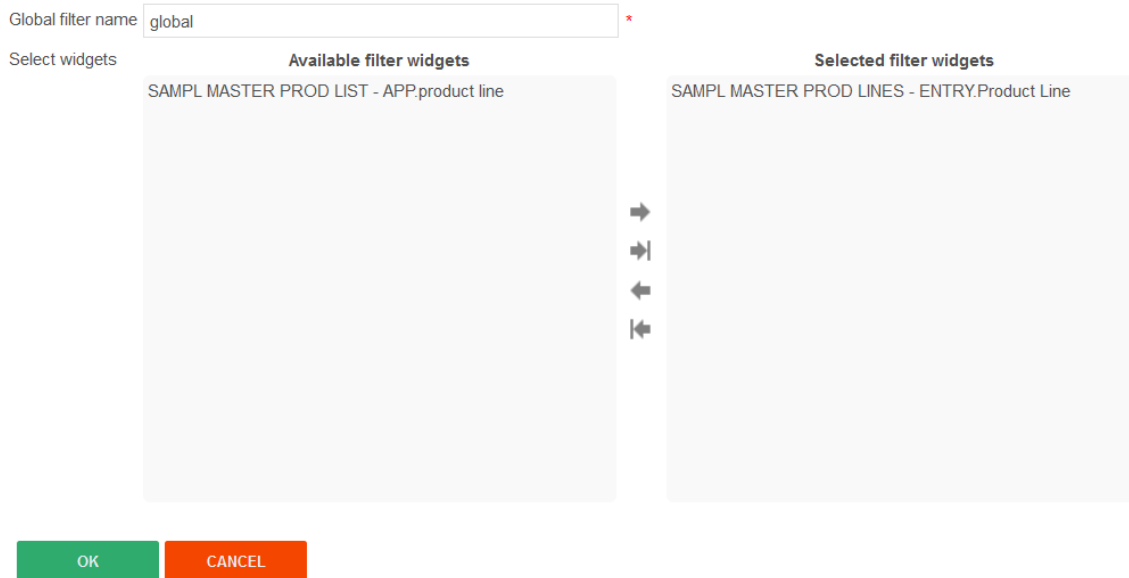 Global filter name global *
Select widgets Available filter widgets Selected filter widgets
SAMPL MASTER PROD LIST - APP.product line SAMPL MASTER PROD LINES - ENTRY.Product Line
OK CANCEL